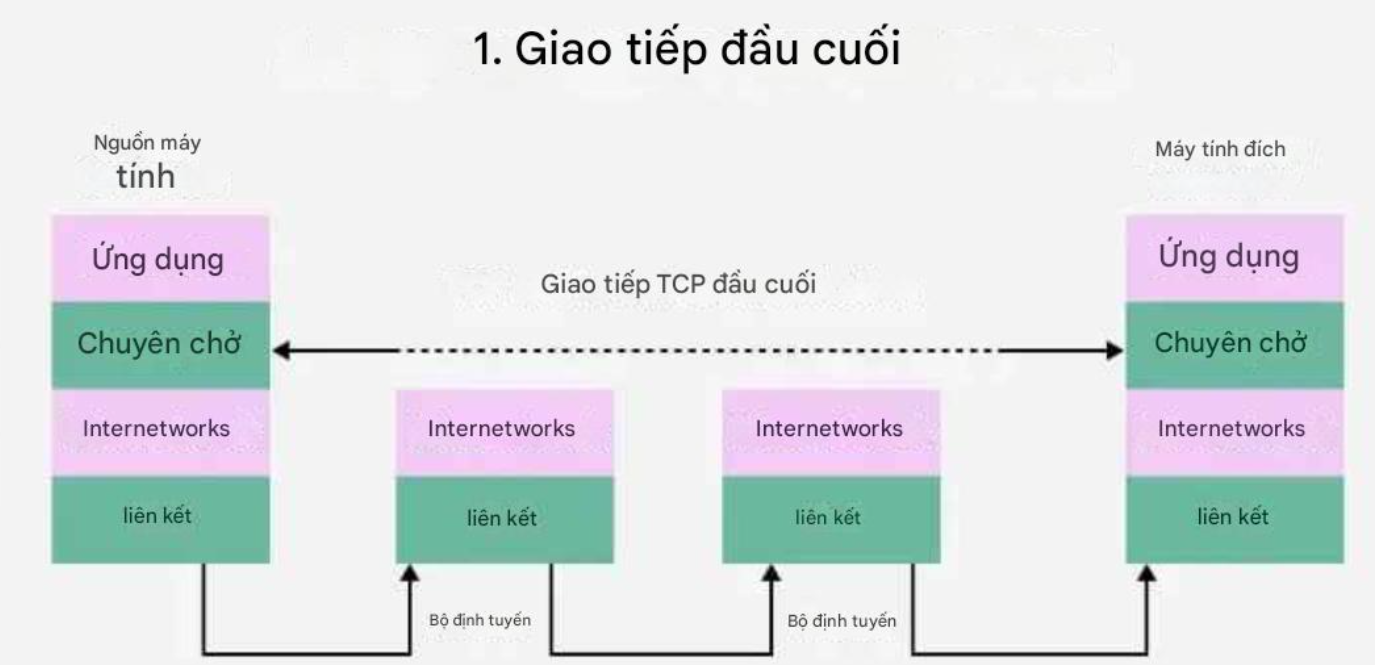 1. Giao tiếp đầu cuối
Nguồn máy
tính
Máy tính đích
Ứng dụng
Ứng dụng
Giao tiếp TCP đầu cuối
Chuyên chở
Chuyên chở
Internetworks
Internetworks
Internetworks
Internetworks
liên kết
liên kết
liên kết
liên kết
Bộ định tuyến
Bộ định tuyến